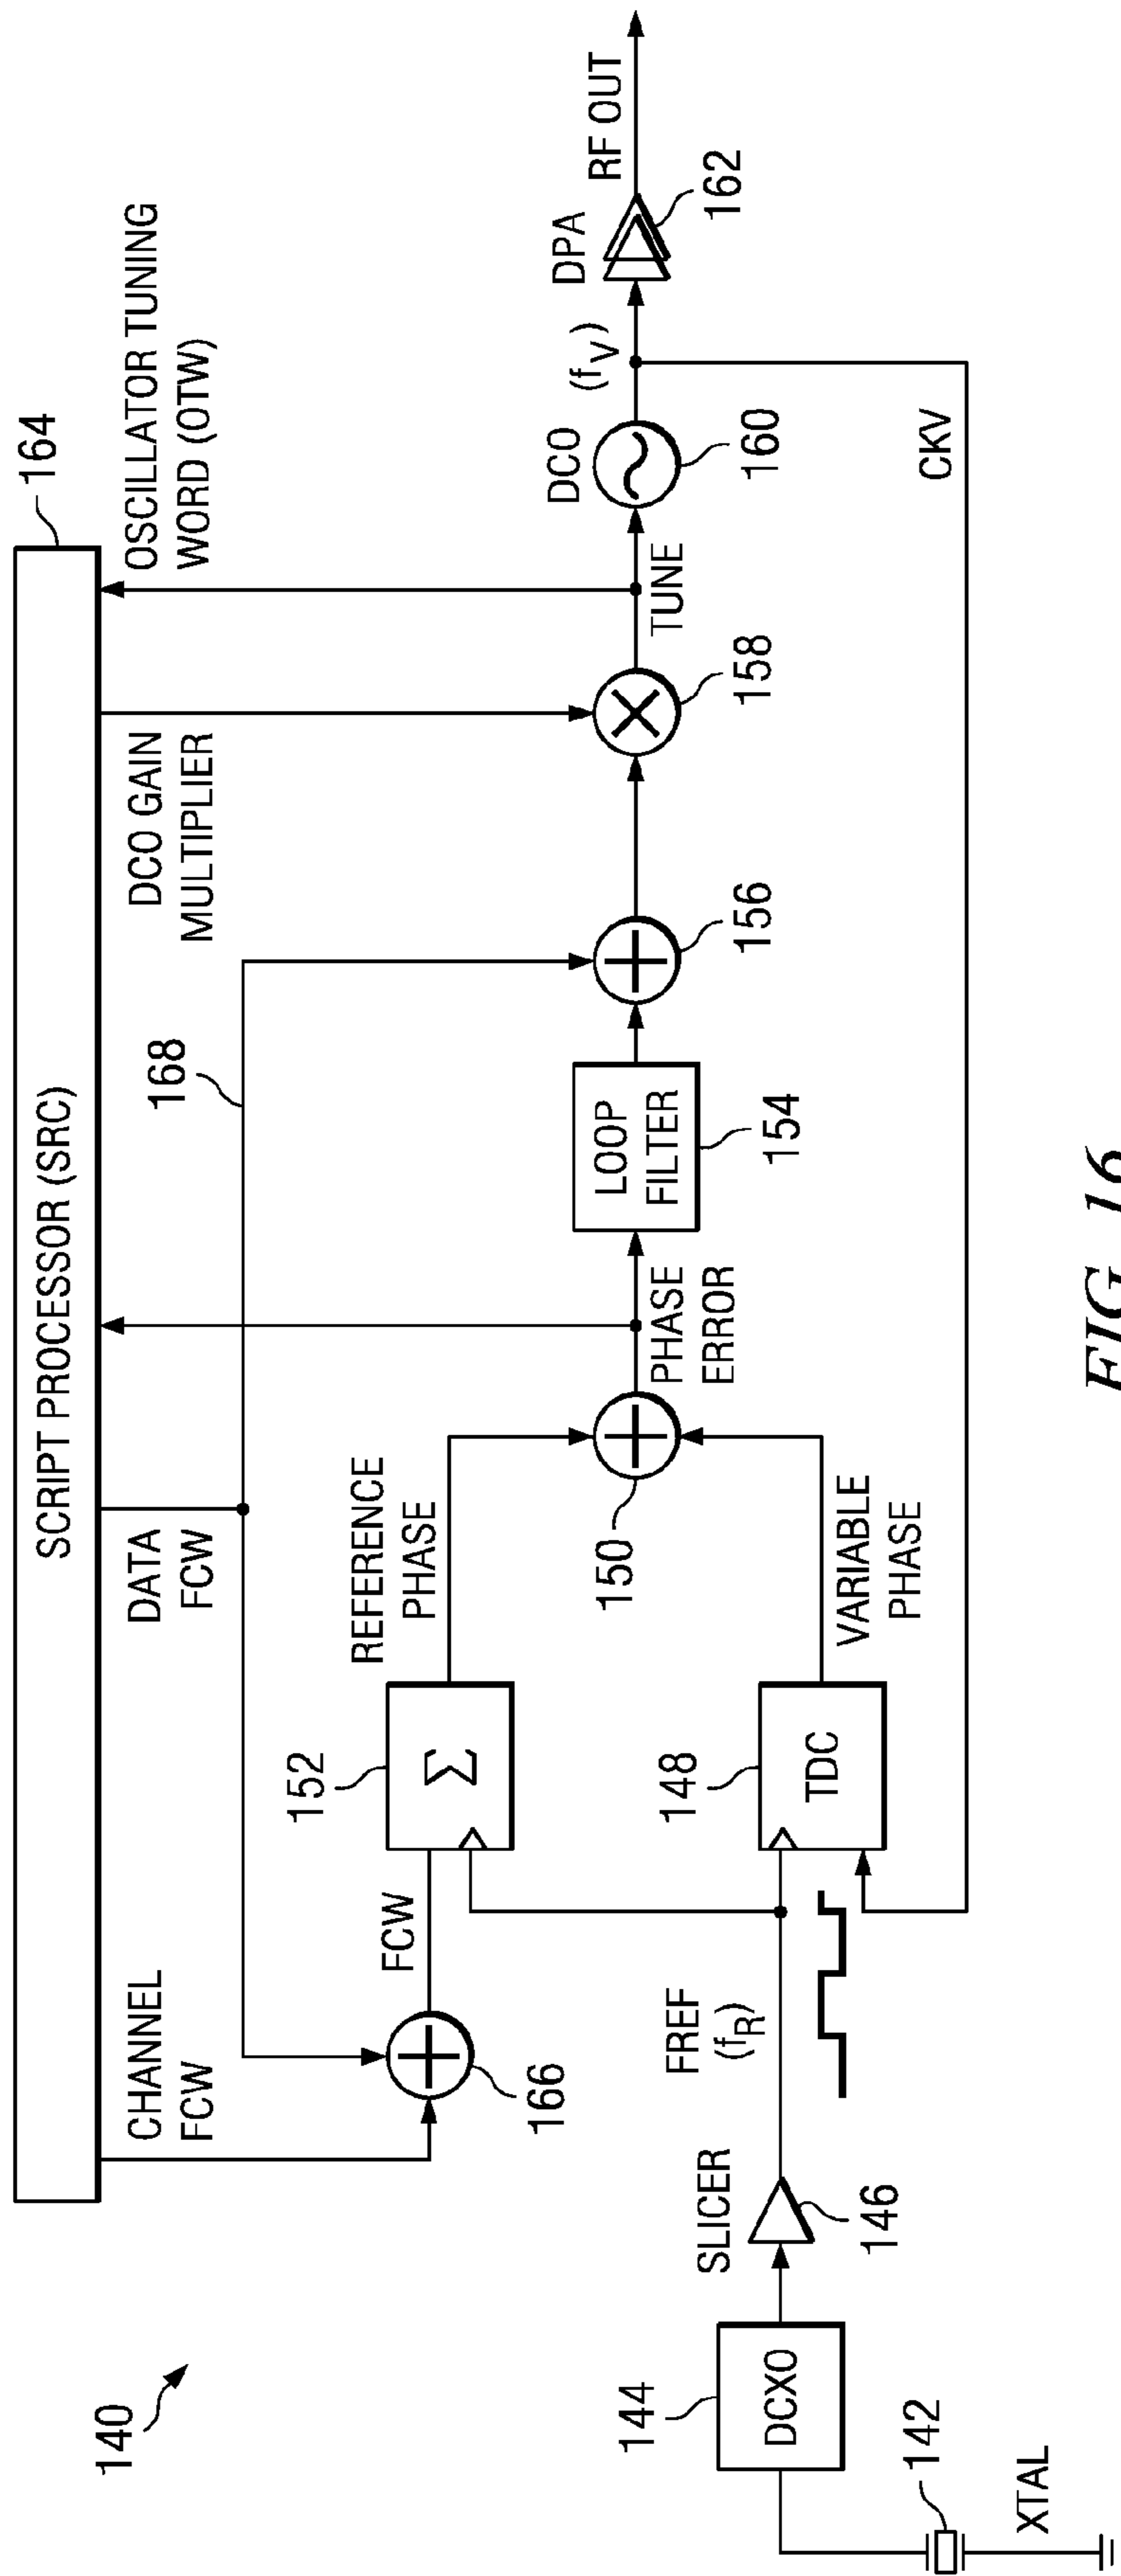 140
SCRIPT PROCESSOR (SRC)
164
CHANNEL
FCW
DATA
FCW
168
DCO GAIN
MULTIPLIER
OSCILLATOR TUNING
WORD (OTW)
166
FCW
152
Σ
REFERENCE
PHASE
150
PHASE
ERROR
LOOP
FILTER
154
156
158
TUNE
DCO
160
(fV)
DPA
162
RF OUT
XTAL
142
144
DCXO
SLICER
146
FREF
(fR)
148
TDC
VARIABLE
PHASE
CKV
FIG. 16